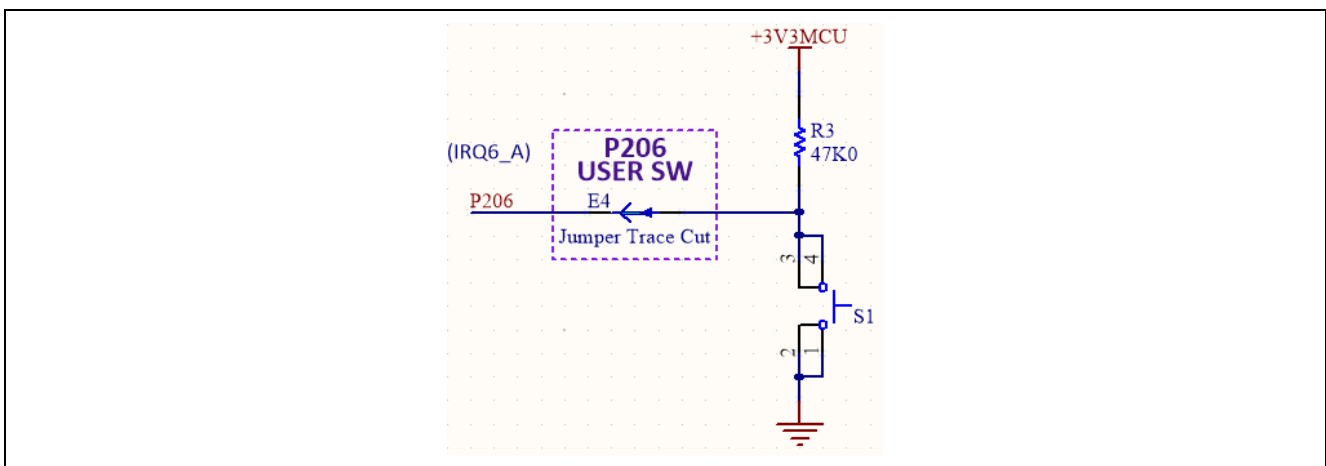 +3V3MCU
R3
47K0
(IRQ6_A)
P206
USER SW
P206
E4
Jumper Trace Cut
3
4
S1
2
1